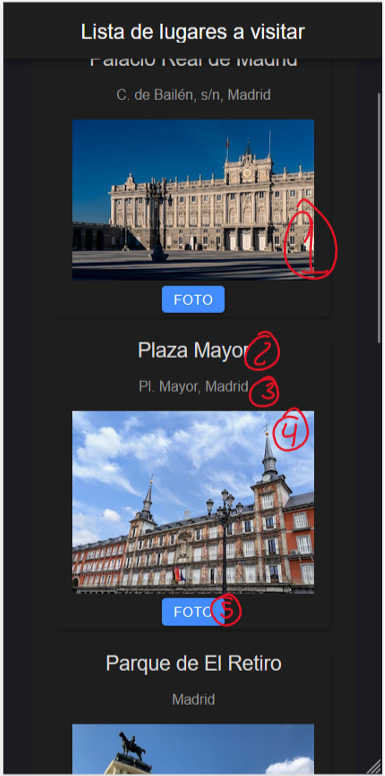 Lista de lugares a visitar
Palacio Real de Madrid
C. de Bailén, s/n, Madrid
1
FOTO
Plaza Mayor 2
Pl. Mayor, Madrid 3
4
FOTO 5
Parque de El Retiro
Madrid